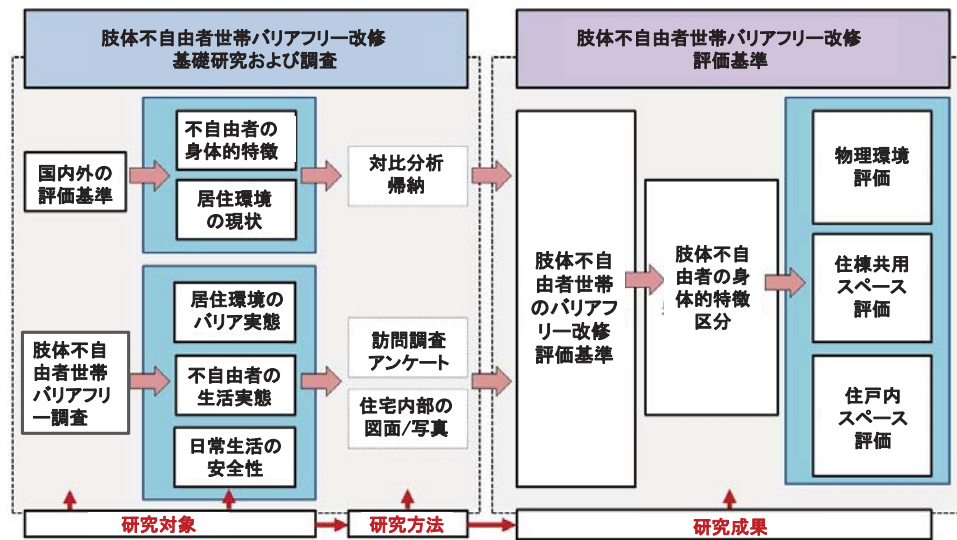 肢体不自由者世帯バリアフリー改修
基礎研究および調査
国内外の
評価基準
不自由者の
身体的特徴
居住環境
の現状
対比分析
帰納
肢体不自
由者世帯
バリアフリ
ー調査
居住環境の
バリア実態
不自由者の
生活実態
日常生活の
安全性
訪問調査
アンケート
住宅内部の
図面/写真
肢体不自由者世帯バリアフリー改修
評価基準
肢体不自
由者世帯
のバリアフ
リー改修
評価基準
肢体不自
由者の身
体的特徴
区分
物理環境
評価
住棟共用
スペース
評価
住戸内
スペース
評価
研究対象
研究方法
研究成果